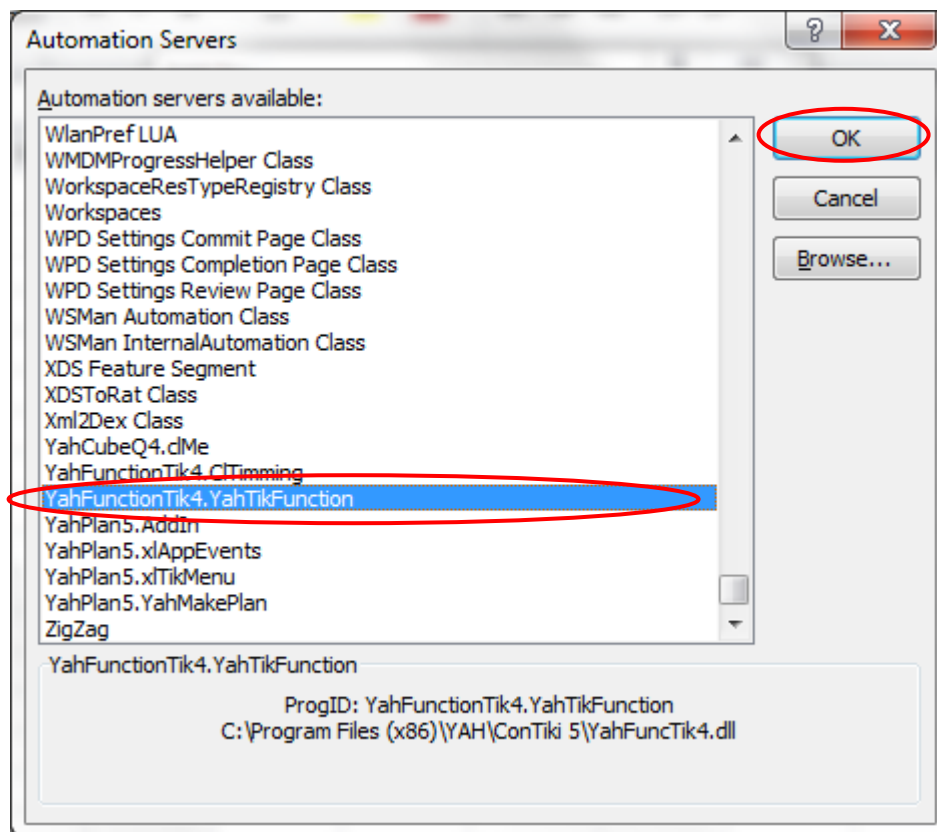 Automation Servers
?
Automation servers available:
WlanPref LUA
WMDMProgressHelper Class
WorkspaceResTypeRegistry Class
Workspaces
WPD Settings Commit Page Class
WPD Settings Completion Page Class
WPD Settings Review Page Class
WSMan Automation Class
WSMan InternalAutomation Class
XDS Feature Segment
XDSToRat Class
Xml2Dex Class
YahCubeQ4.clMe
YahFunctionTik4.ClTimming
YahFunctionTik4.YahTikFunction
YahPlan5.AddIn
YahPlan5.xlAppEvents
YahPlan5.xlTikMenu
YahPlan5.YahMakePlan
ZigZag
OK
Cancel
Browse...
YahFunctionTik4.YahTikFunction
ProgID: YahFunctionTik4.YahTikFunction
C:\Program Files (x86)\YAH\ConTiki 5\YahFuncTik4.dll